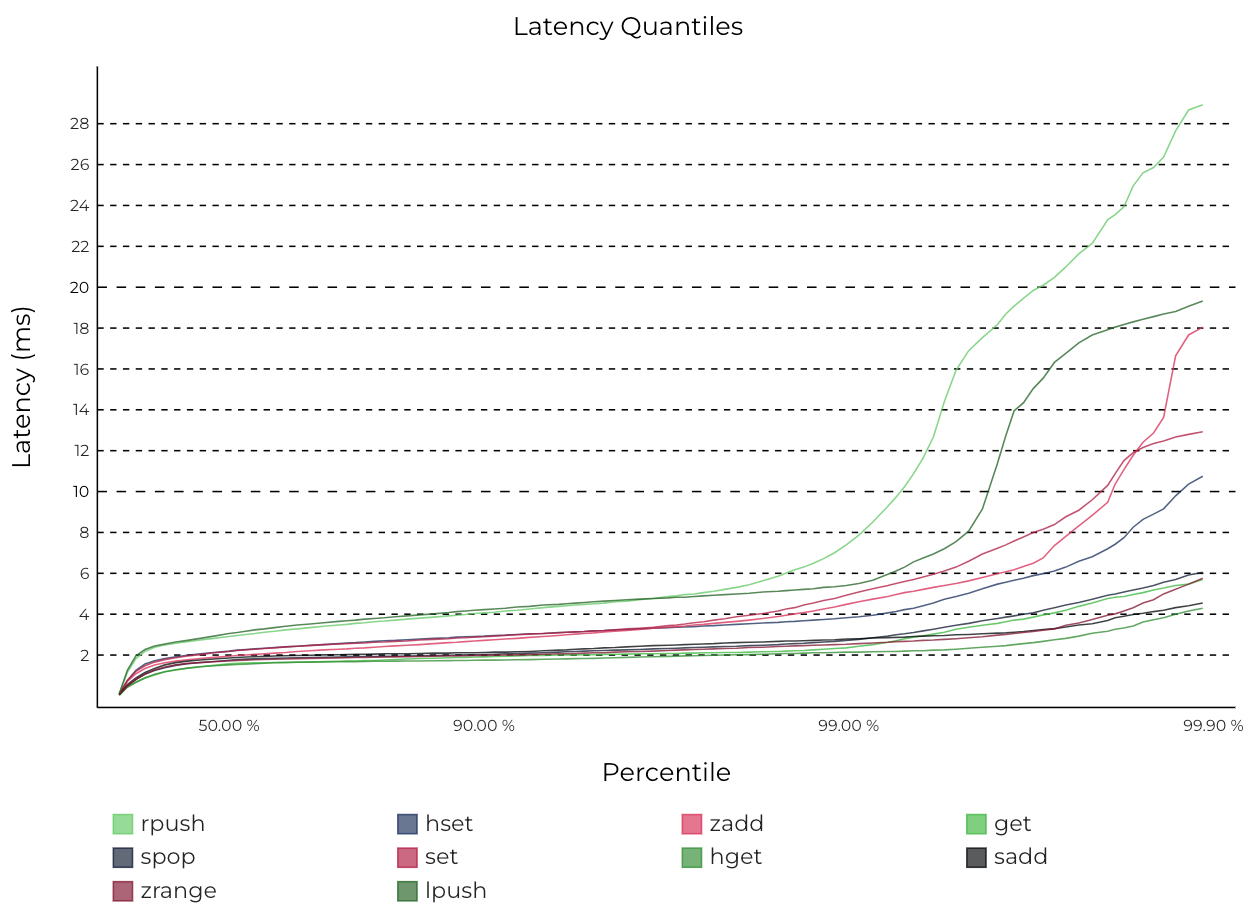 Latency Quantiles
28
26
24
22
20
18
16
14
12
10
8
6
4
2
Latency (ms)
50.00 % 90.00 % 99.00 % 99.90 %
Percentile
rpush hset zadd get
spop set hget sadd
zrange lpush